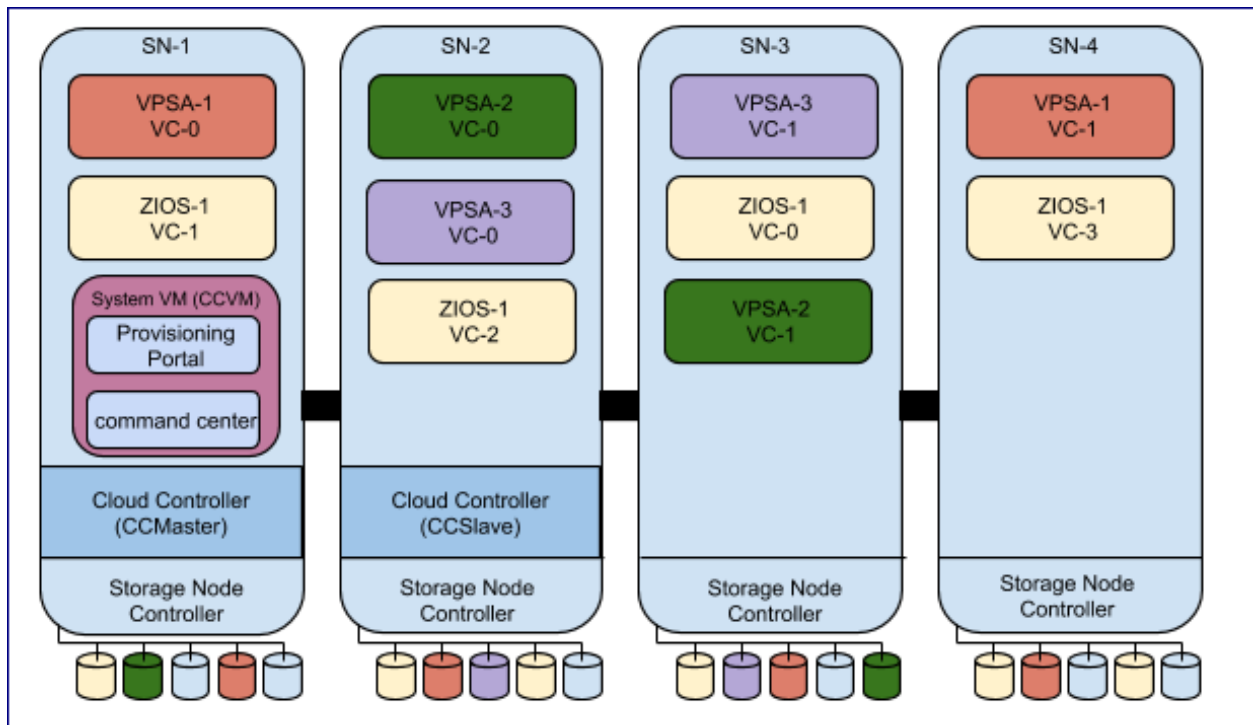 SN-1
VPSA-1
VC-0
ZIOS-1
VC-1
System VM (CCVM)
Provisioning
Portal
command center
Cloud Controller
(CCMaster)
Storage Node
Controller
SN-2
VPSA-2
VC-0
VPSA-3
VC-0
ZIOS-1
VC-2
Cloud Controller
(CCSlave)
Storage Node
Controller
SN-3
VPSA-3
VC-1
ZIOS-1
VC-0
VPSA-2
VC-1
Storage Node
Controller
SN-4
VPSA-1
VC-1
ZIOS-1
VC-3
Storage Node
Controller